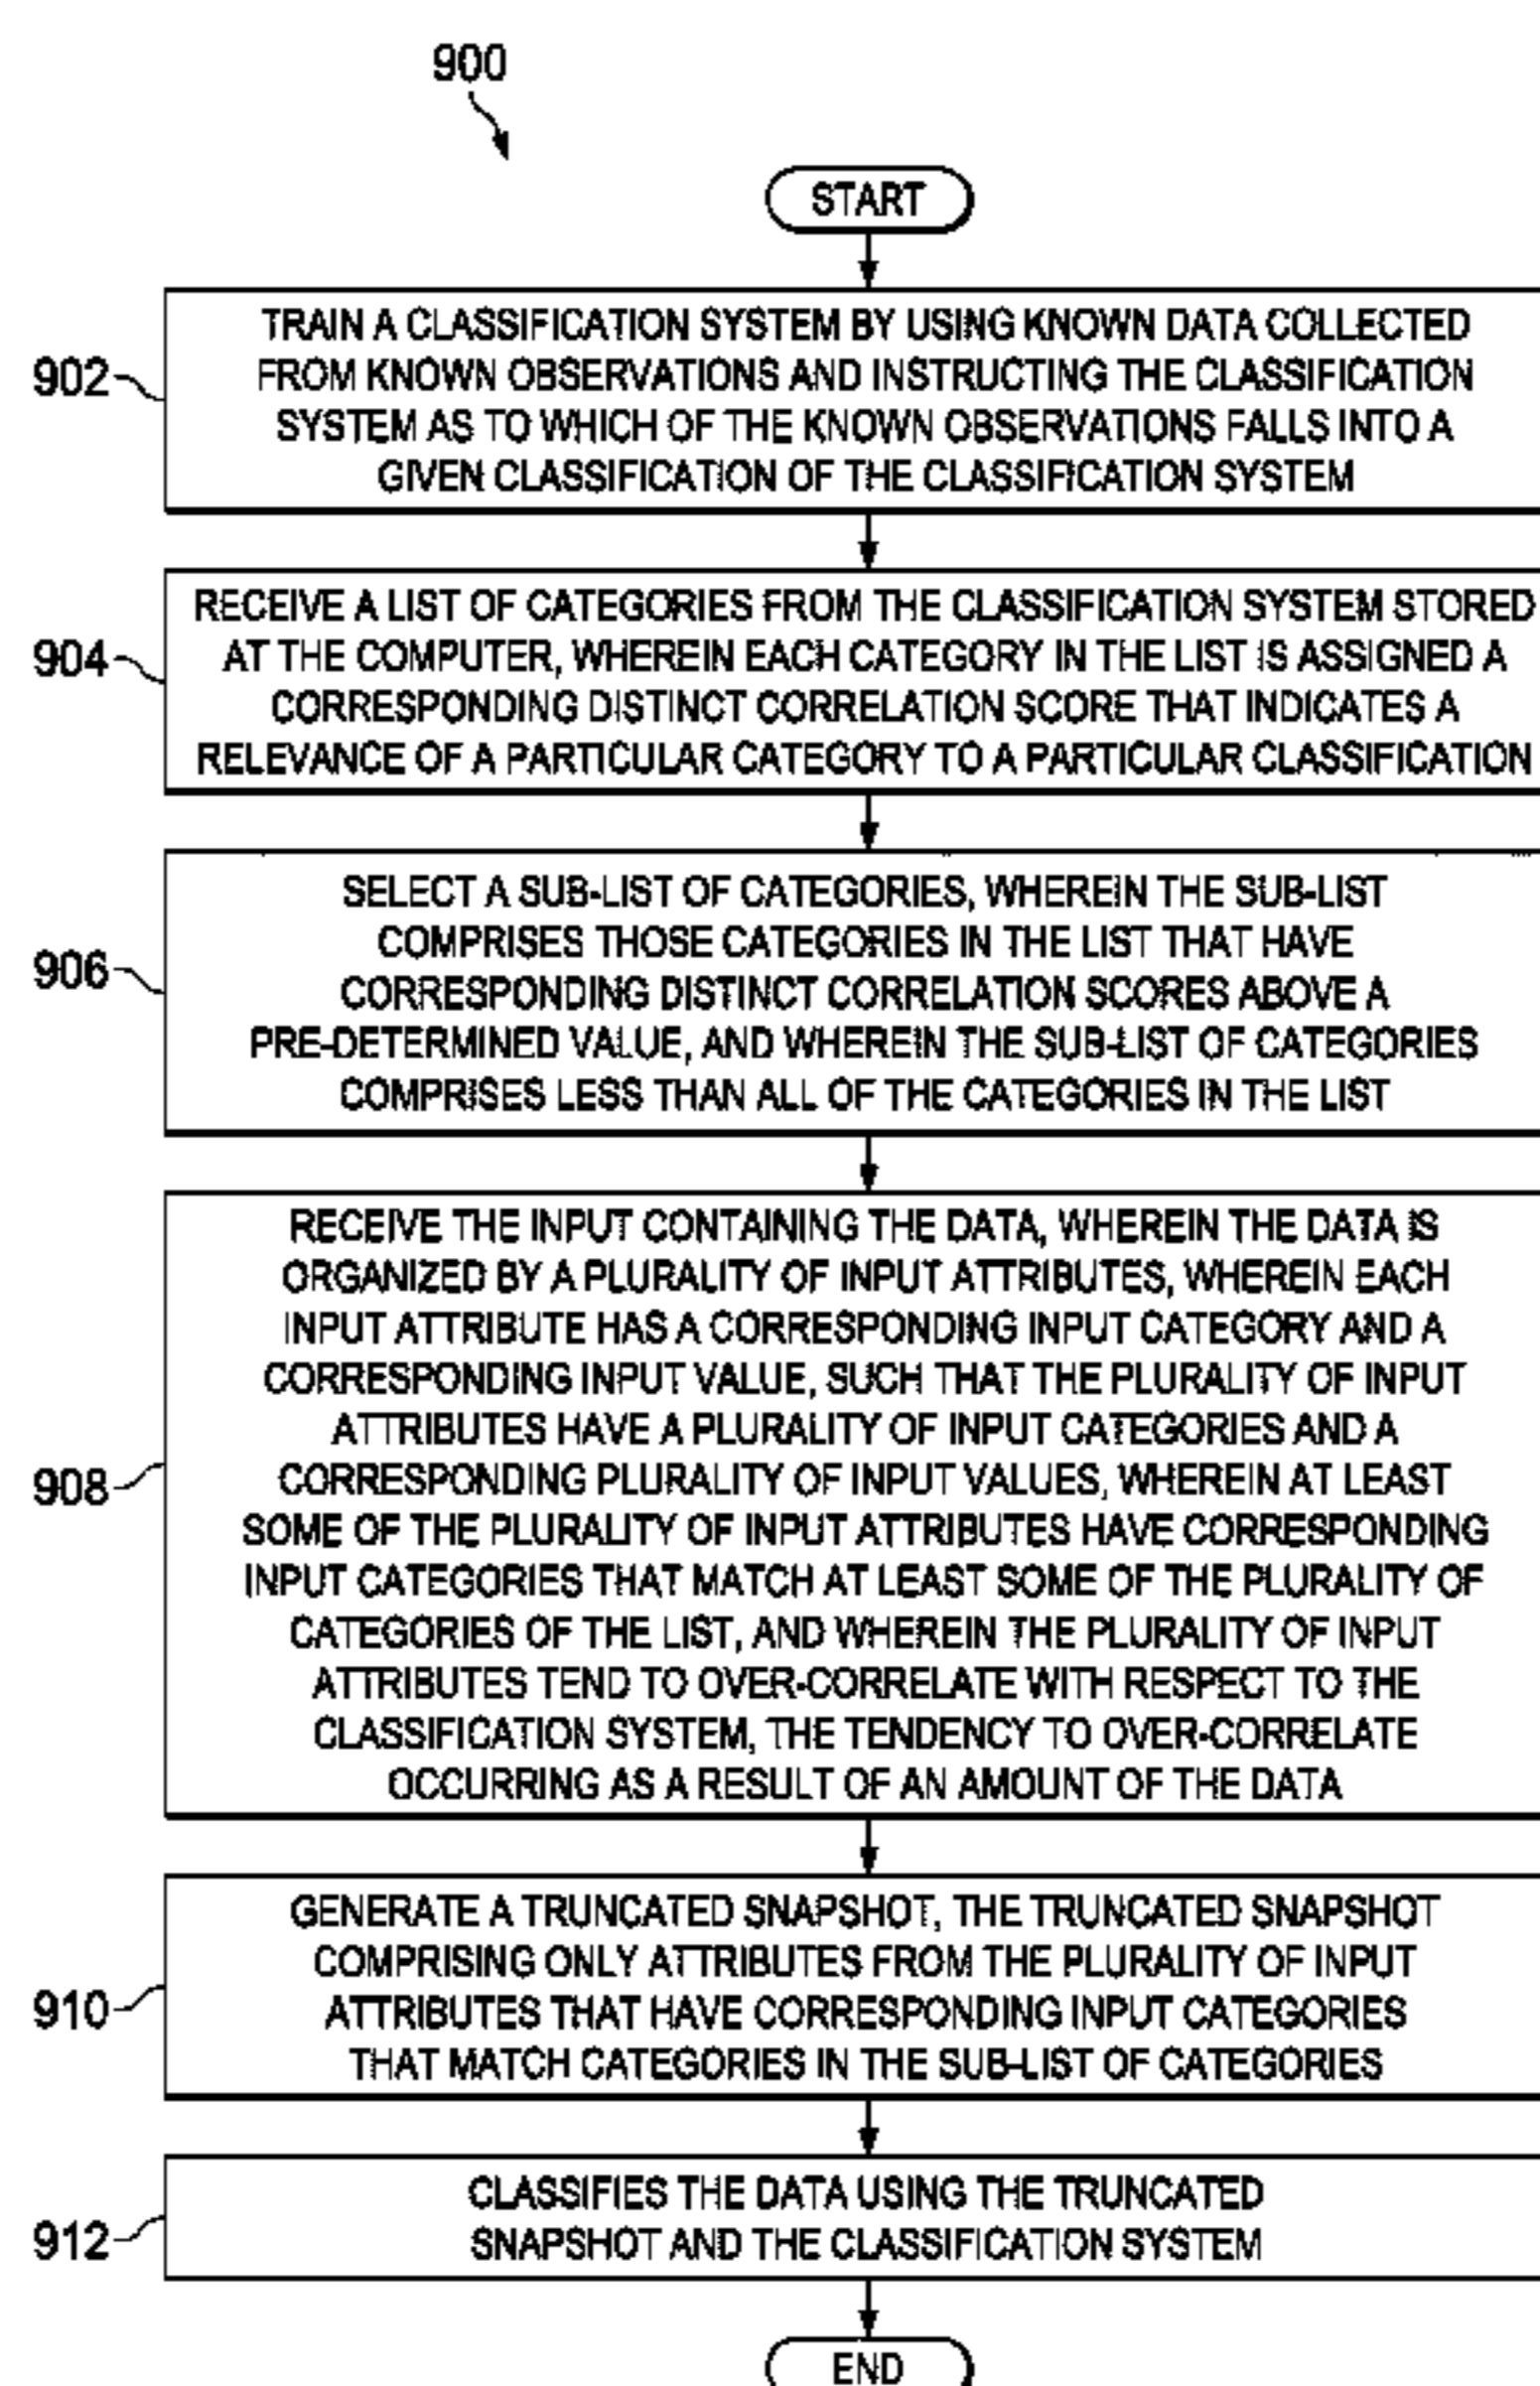 900
START
902
TRAIN A CLASSIFICATION SYSTEM BY USING KNOWN DATA COLLECTED
FROM KNOWN OBSERVATIONS AND INSTRUCTING THE CLASSIFICATION
SYSTEM AS TO WHICH OF THE KNOWN OBSERVATIONS FALLS INTO A
GIVEN CLASSIFICATION OF THE CLASSIFICATION SYSTEM
904
RECEIVE A LIST OF CATEGORIES FROM THE CLASSIFICATION SYSTEM STORED
AT THE COMPUTER, WHEREIN EACH CATEGORY IN THE LIST IS ASSIGNED A
CORRESPONDING DISTINCT CORRELATION SCORE THAT INDICATES A
RELEVANCE OF A PARTICULAR CATEGORY TO A PARTICULAR CLASSIFICATION
906
SELECT A SUB-LIST OF CATEGORIES, WHEREIN THE SUB-LIST
COMPRISES THOSE CATEGORIES IN THE LIST THAT HAVE
CORRESPONDING DISTINCT CORRELATION SCORES ABOVE A
PRE-DETERMINED VALUE, AND WHEREIN THE SUB-LIST OF CATEGORIES
COMPRISES LESS THAN ALL OF THE CATEGORIES IN THE LIST
908
RECEIVE THE INPUT CONTAINING THE DATA, WHEREIN THE DATA IS
ORGANIZED BY A PLURALITY OF INPUT ATTRIBUTES, WHEREIN EACH
INPUT ATTRIBUTE HAS A CORRESPONDING INPUT CATEGORY AND A
CORRESPONDING INPUT VALUE, SUCH THAT THE PLURALITY OF INPUT
ATTRIBUTES HAVE A PLURALITY OF INPUT CATEGORIES AND A
CORRESPONDING PLURALITY OF INPUT VALUES, WHEREIN AT LEAST
SOME OF THE PLURALITY OF INPUT ATTRIBUTES HAVE CORRESPONDING
INPUT CATEGORIES THAT MATCH AT LEAST SOME OF THE PLURALITY OF
CATEGORIES OF THE LIST, AND WHEREIN THE PLURALITY OF INPUT
ATTRIBUTES TEND TO OVER-CORRELATE WITH RESPECT TO THE
CLASSIFICATION SYSTEM, THE TENDENCY TO OVER-CORRELATE
OCCURRING AS A RESULT OF AN AMOUNT OF THE DATA
910
GENERATE A TRUNCATED SNAPSHOT, THE TRUNCATED SNAPSHOT
COMPRISING ONLY ATTRIBUTES FROM THE PLURALITY OF INPUT
ATTRIBUTES THAT HAVE CORRESPONDING INPUT CATEGORIES
THAT MATCH CATEGORIES IN THE SUB-LIST OF CATEGORIES
912
CLASSIFIES THE DATA USING THE TRUNCATED
SNAPSHOT AND THE CLASSIFICATION SYSTEM
END